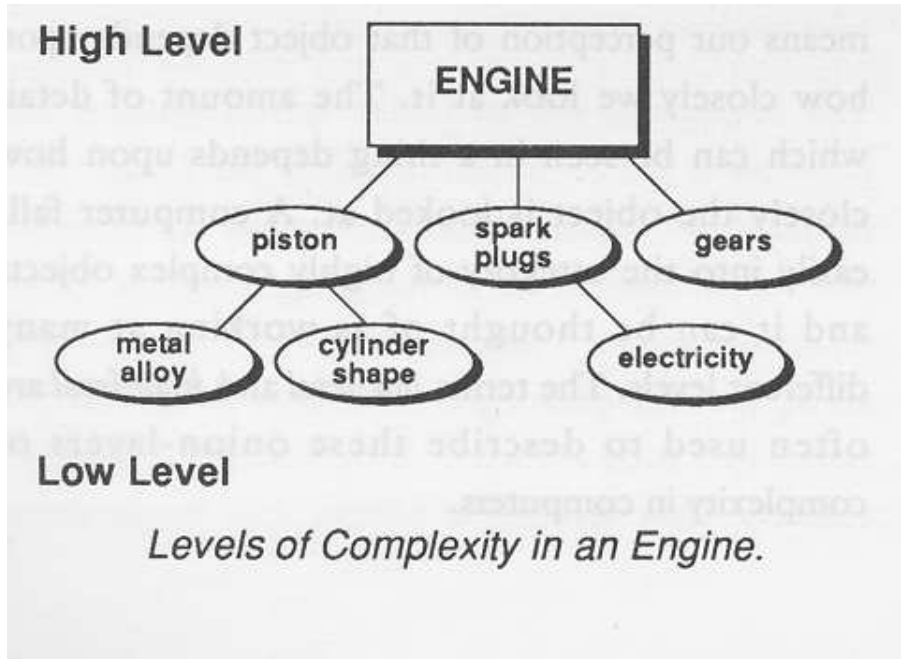 High Level
ENGINE
piston
spark
plugs
gears
metal
alloy
cylinder
shape
electricity
Low Level
Levels of Complexity in an Engine.